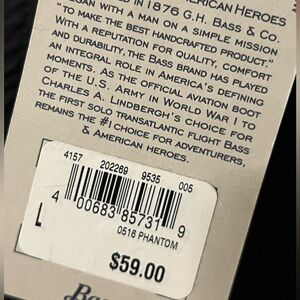 AMERICAN HEROES
IN 1876 G.H. BASS & CO.
BEGAN WITH A MAN ON A SIMPLE MISSION
"TO MAKE THE BEST HANDCRAFTED PRODUCT."
WITH A REPUTATION FOR QUALITY, COMFORT
AND DURABILITY, THE BASS BRAND HAS PLAYED
AN INTEGRAL ROLE IN AMERICA'S DEFINING
MOMENTS. AS THE OFFICIAL AVIATION BOOT
OF THE U.S. ARMY IN WORLD WAR I TO
CHARLES A. LINDBERGH'S CHOICE FOR
THE FIRST SOLO TRANSATLANTIC FLIGHT BASS
REMAINS THE #1 CHOICE FOR ADVENTURERS,
& AMERICAN HEROES.
4157 202269 9535 005
4 00683 85731 9
L
0516 PHANTOM
$59.00
Bass